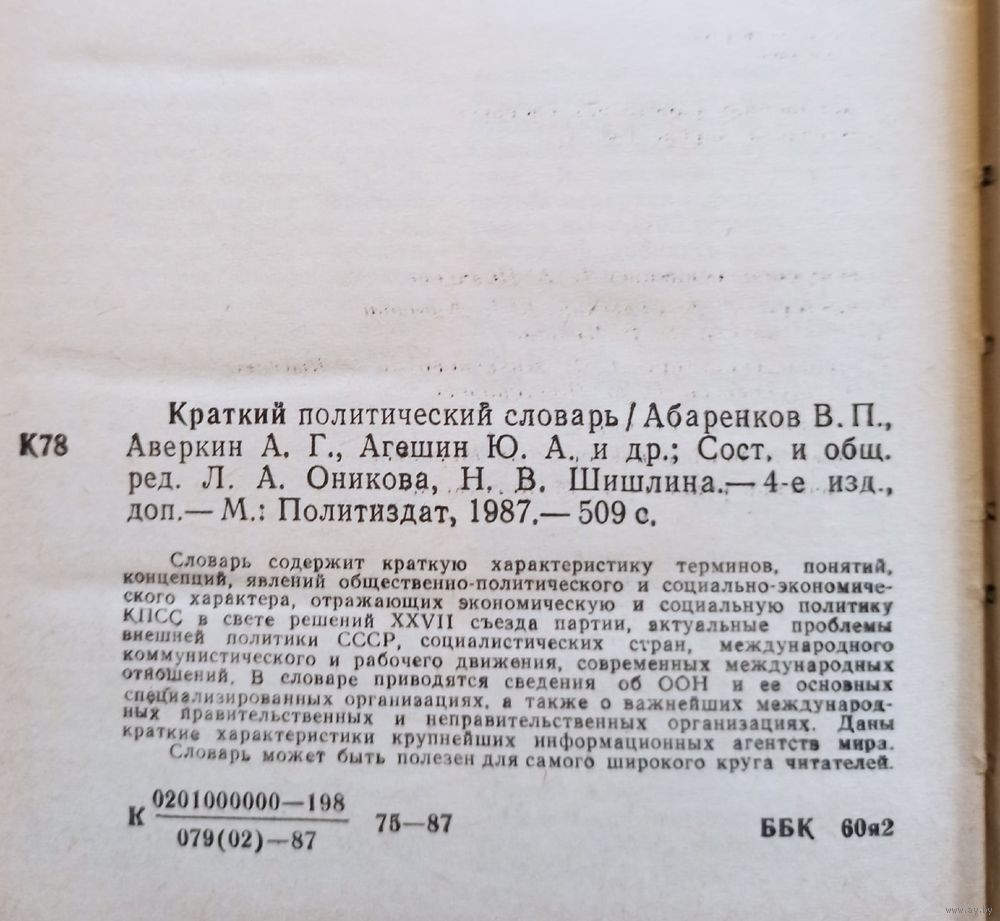 Краткий политический словарь / Абаренков В. П.,
К78 Аверкин А. Г., Агешин Ю. А. и др.; Сост. и общ.
ред. Л. А. Оникова, Н. В. Шишлина.— 4-е изд.,
доп.— М.: Политиздат, 1987.— 509 с.
Словарь содержит краткую характеристику терминов, понятий,
концепций, явлений общественно-политического и социально-экономиче-
ского характера, отражающих экономическую и социальную политику
КПСС в свете решений XXVII съезда партии, актуальные проблемы
внешней политики СССР, социалистических стран, международного
коммунистического и рабочего движения, современных международных
отношений. В словаре приводятся сведения об ООН и ее основных
специализированных организациях, а также о важнейших международ-
ных правительственных и неправительственных организациях. Даны
краткие характеристики крупнейших информационных агентств мира.
Словарь может быть полезен для самого широкого круга читателей.
К 0201000000—198
079(02)—87
75—87
ББК 60я2
www.ay.by